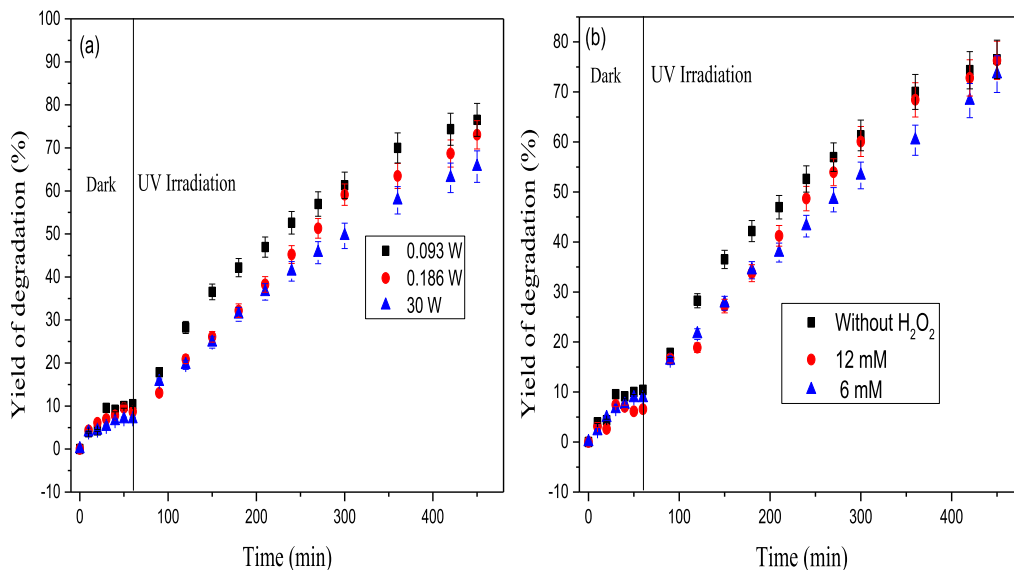 (a)
Dark
UV Irradiation
0.093 W
0.186 W
30 W
Yield of degradation (%)
80
70
60
50
40
30
20
10
0
-10
0
100
200
300
400
Time (min)
(b)
Dark
UV Irradiation
Without H₂O₂
12 mM
6 mM
Yield of degradation (%)
80
70
60
50
40
30
20
10
0
-10
0
100
200
300
400
Time (min)